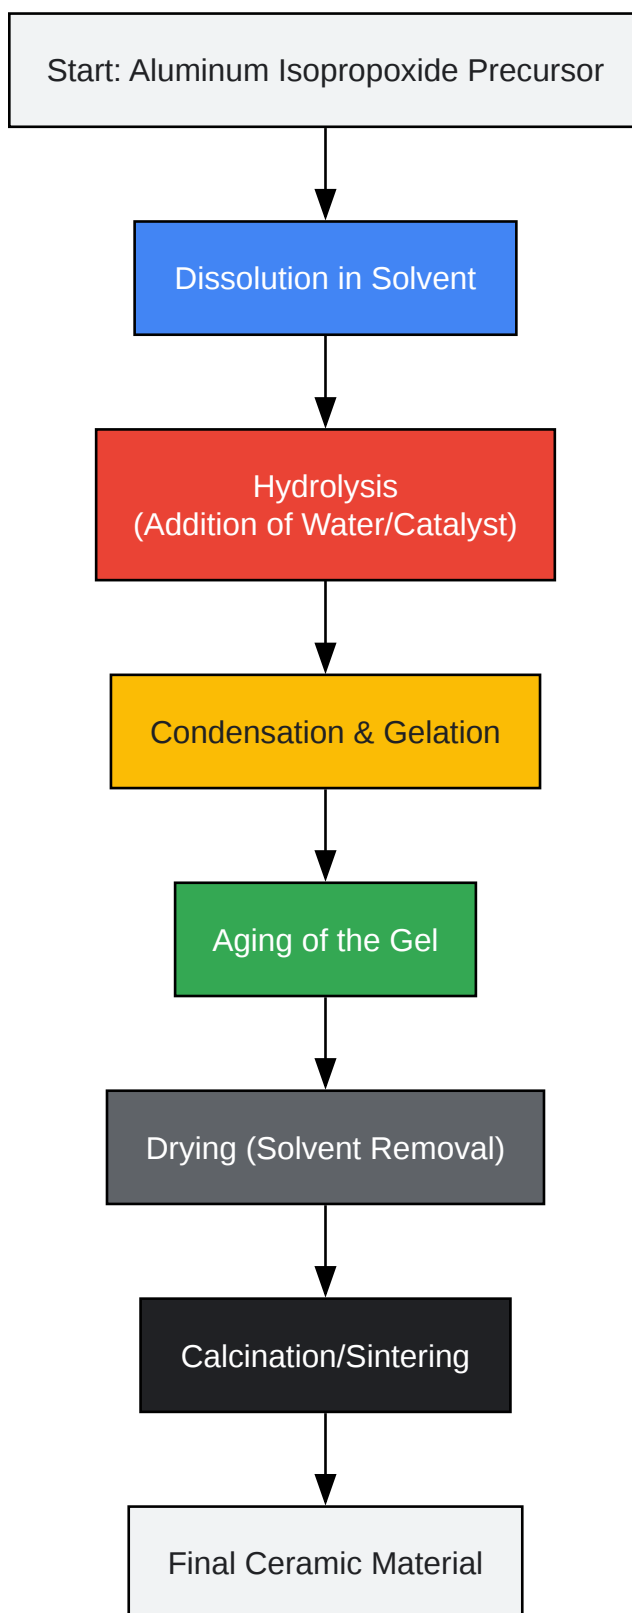 Start: Aluminum Isopropoxide Precursor
Dissolution in Solvent
Hydrolysis
(Addition of Water/Catalyst)
Condensation & Gelation
Aging of the Gel
Drying (Solvent Removal)
Calcination/Sintering
Final Ceramic Material